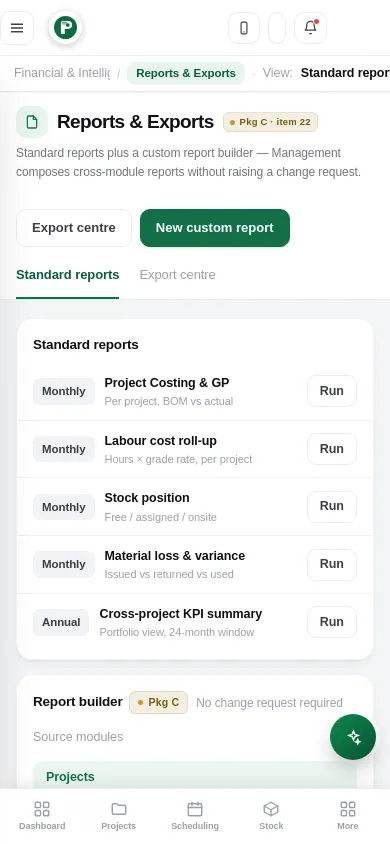 Financial & Intellig / Reports & Exports · View: Standard repor
Reports & Exports Pkg C · item 22
Standard reports plus a custom report builder — Management
composes cross-module reports without raising a change request.
Export centre New custom report
Standard reports Export centre
Standard reports
Monthly Project Costing & GP Run
Per project, BOM vs actual
Monthly Labour cost roll-up Run
Hours × grade rate, per project
Monthly Stock position Run
Free / assigned / onsite
Monthly Material loss & variance Run
Issued vs returned vs used
Annual Cross-project KPI summary Run
Portfolio view, 24-month window
Report builder Pkg C No change request required
Source modules
Projects
Dashboard Projects Scheduling Stock More